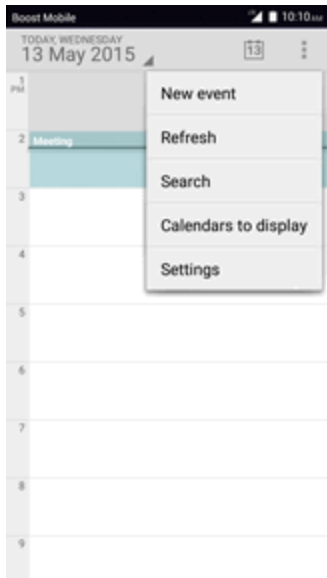 Boost Mobile 10:10 AM
TODAY, WEDNESDAY
13 May 2015
13
1
PM
New event
2 Meeting
Refresh
3
Search
4
Calendars to display
Settings
5
6
7
8
9